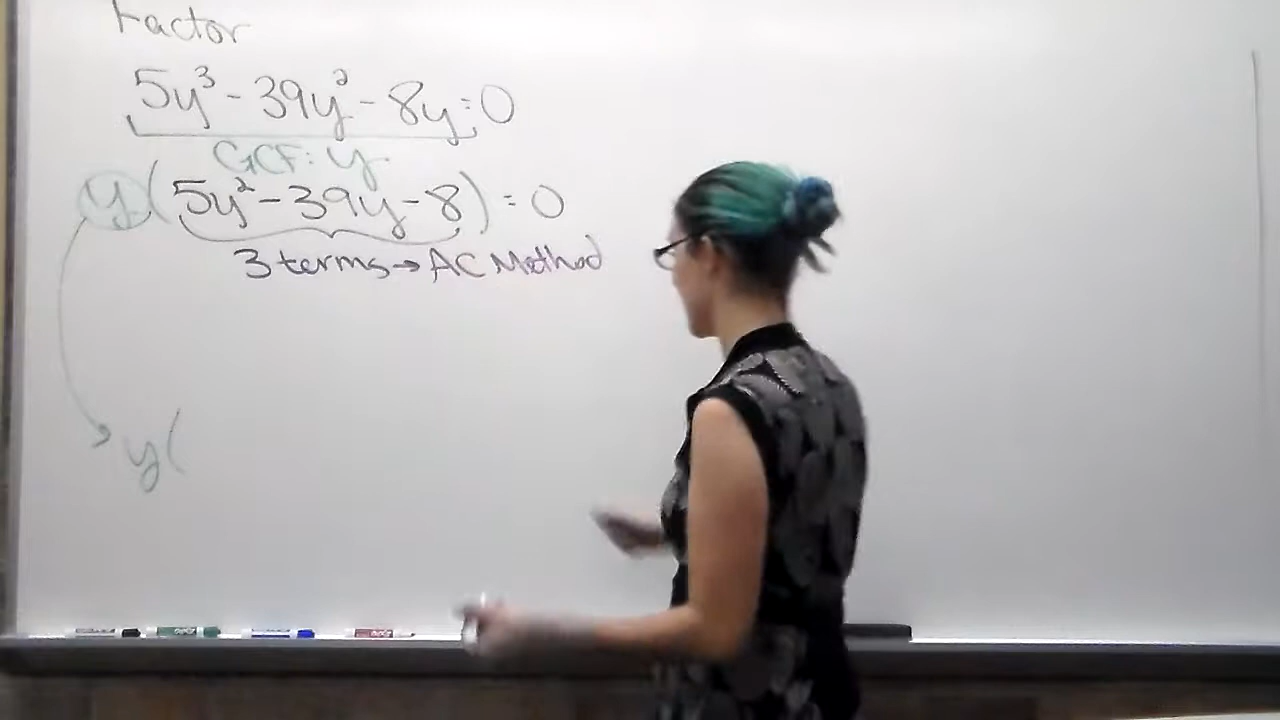 Factor
5y³ - 39y² - 8y = 0
GCF: y
y(5y² - 39y - 8) = 0
3 terms → AC Method
y(